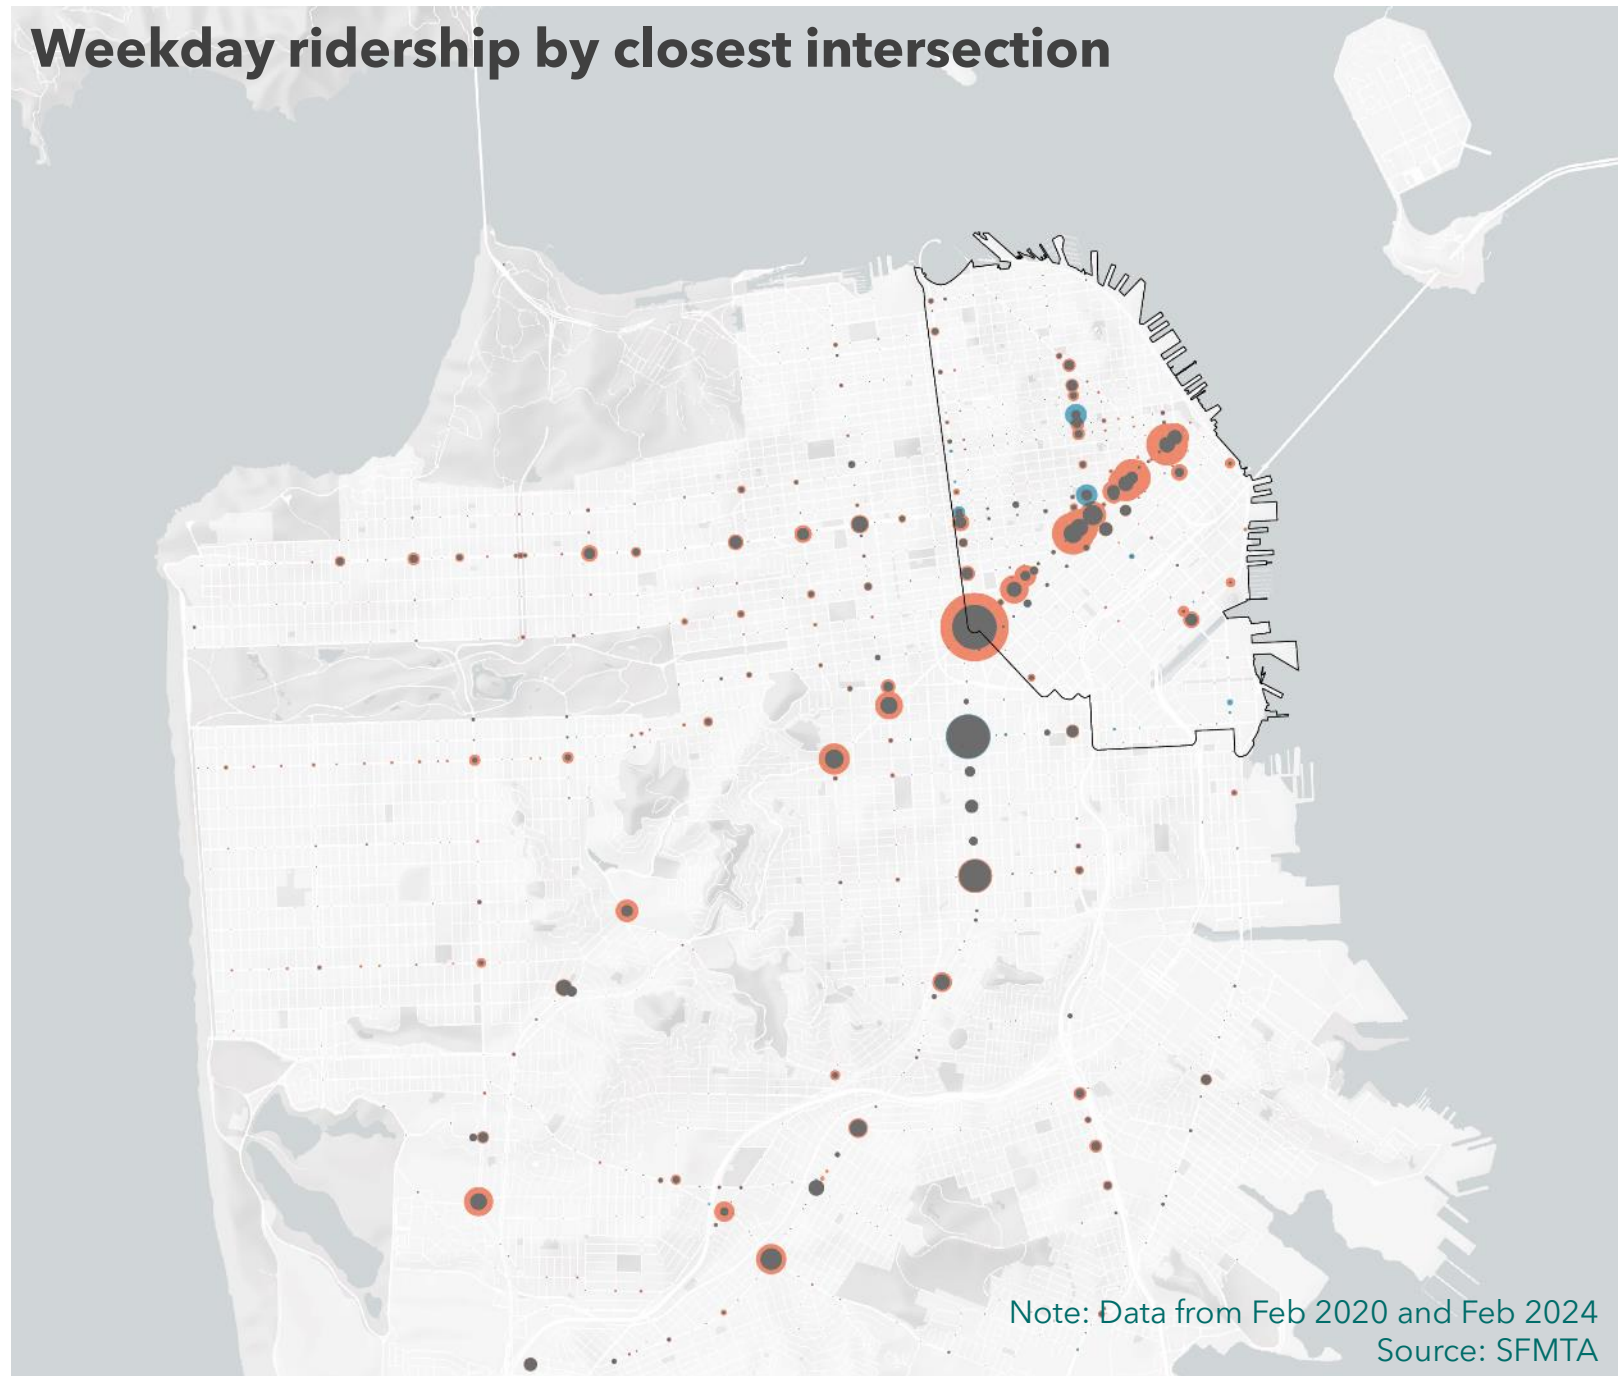 Weekday ridership by closest intersection
Note: Data from Feb 2020 and Feb 2024
Source: SFMTA